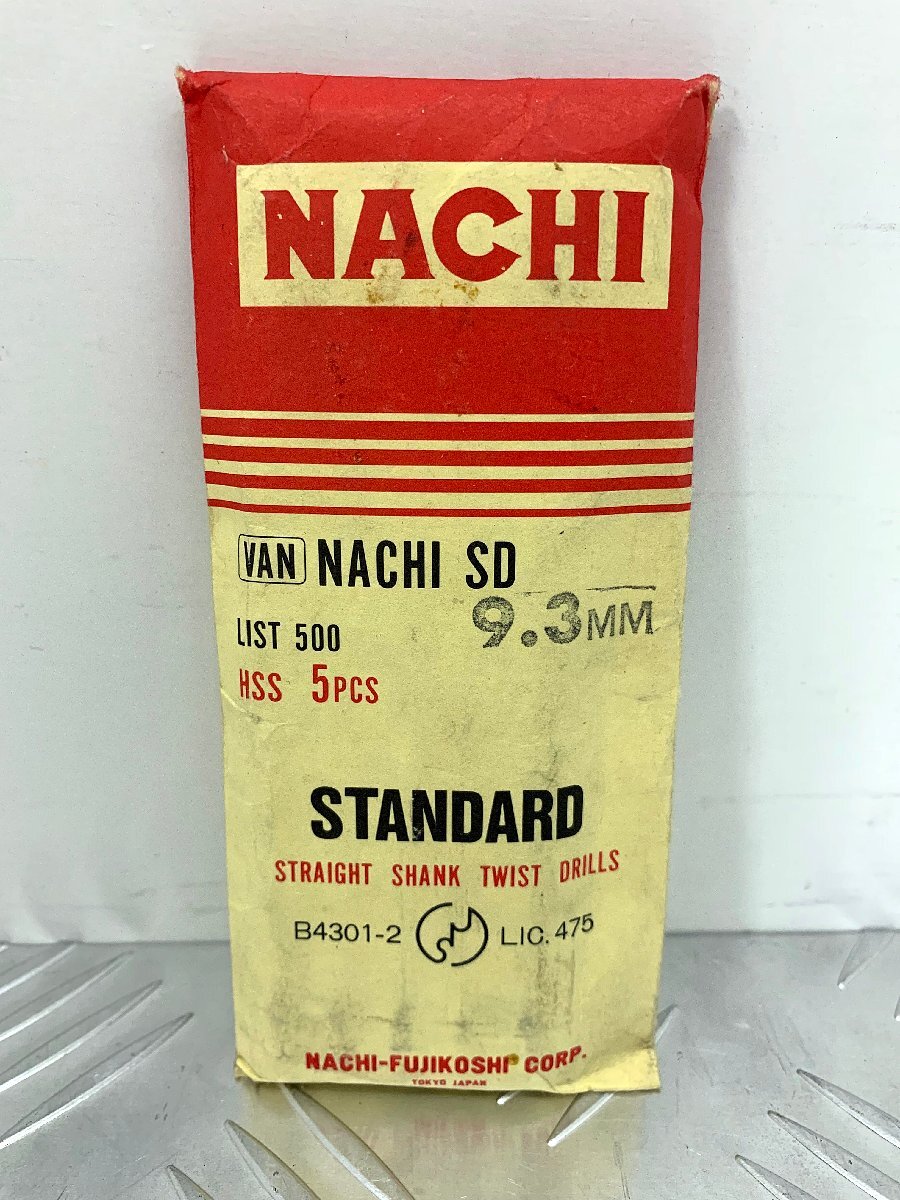 NACHI
VAN NACHI SD
9.3MM
LIST 500
HSS 5PCS
STANDARD
STRAIGHT SHANK TWIST DRILLS
B4301-2 LIC. 475
NACHI-FUJIKOSHI CORP.
TOKYO JAPAN